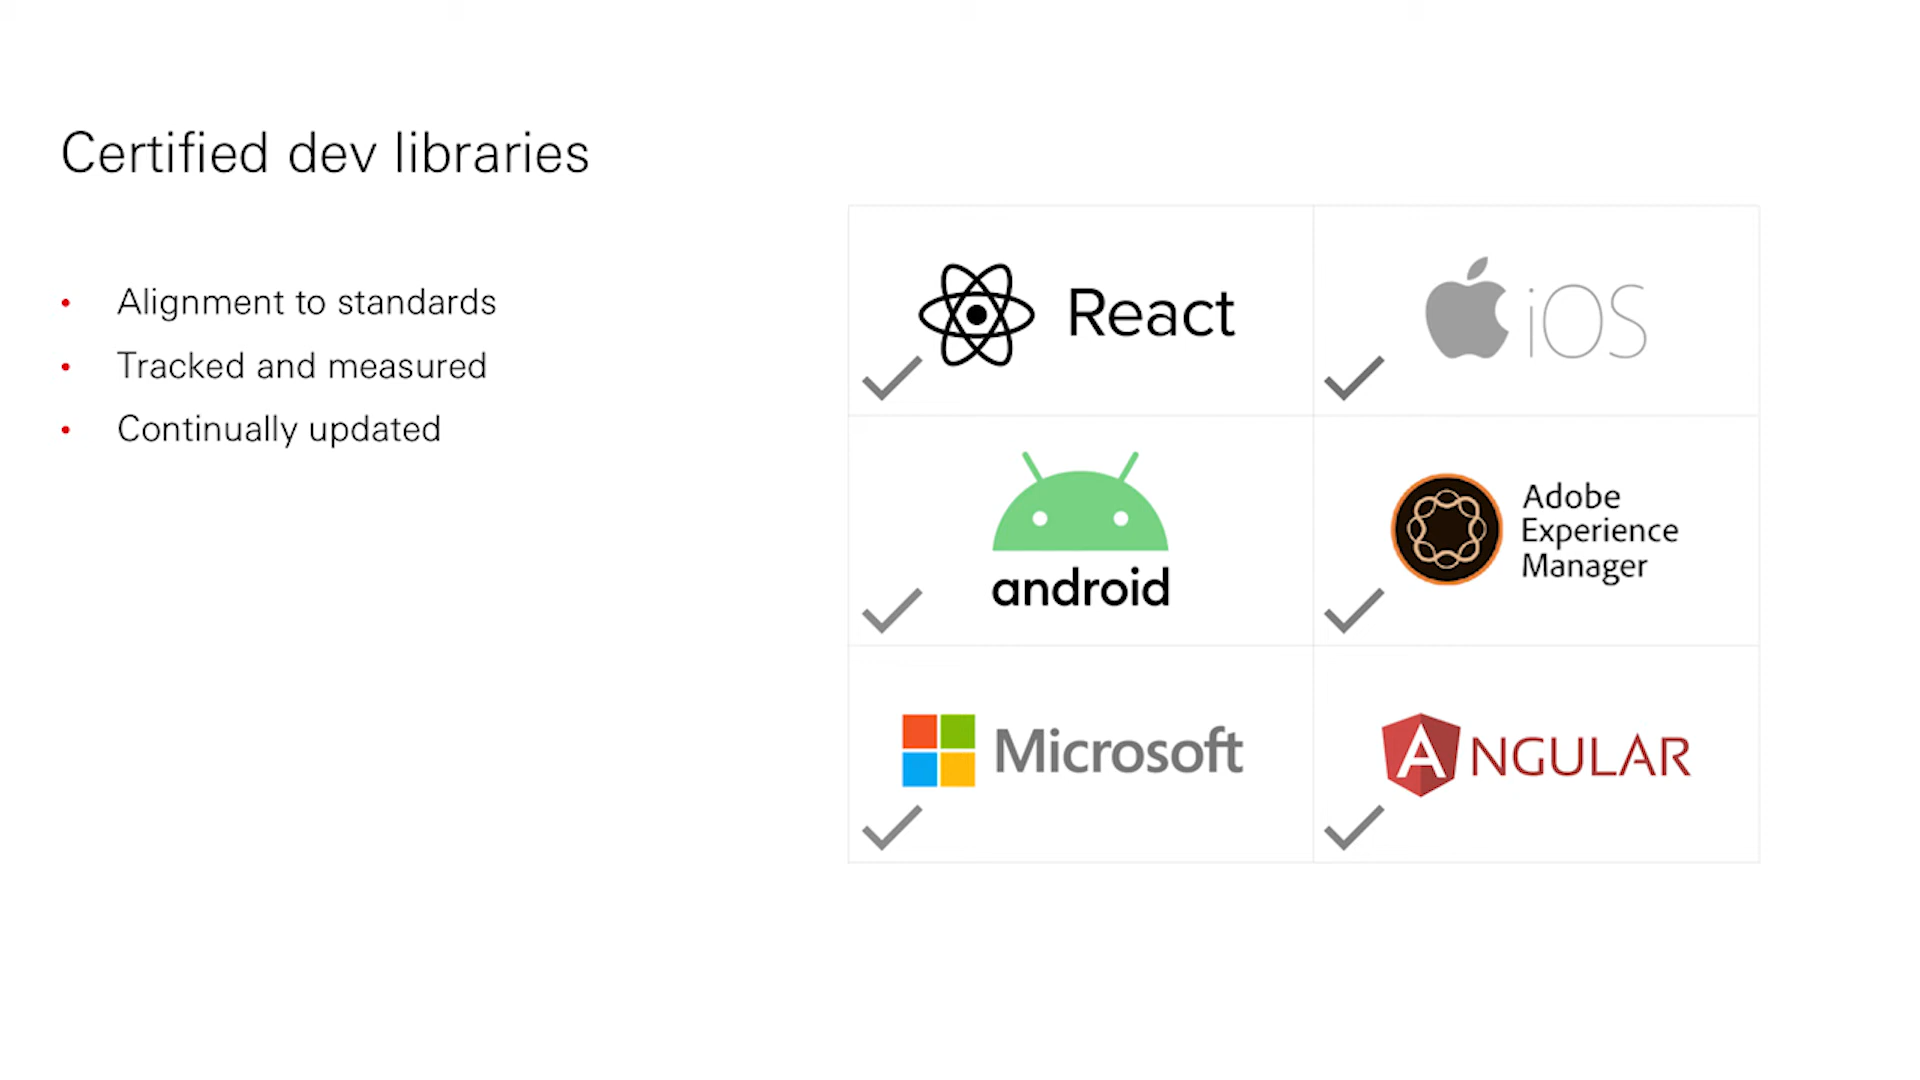 Certified dev libraries
• Alignment to standards
• Tracked and measured
• Continually updated
React
iOS
android
Adobe
Experience
Manager
Microsoft
ANGULAR